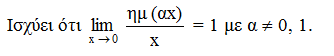 Ισχύει ότι lim x → 0 ημ (αx) / x = 1 με α ≠ 0, 1.